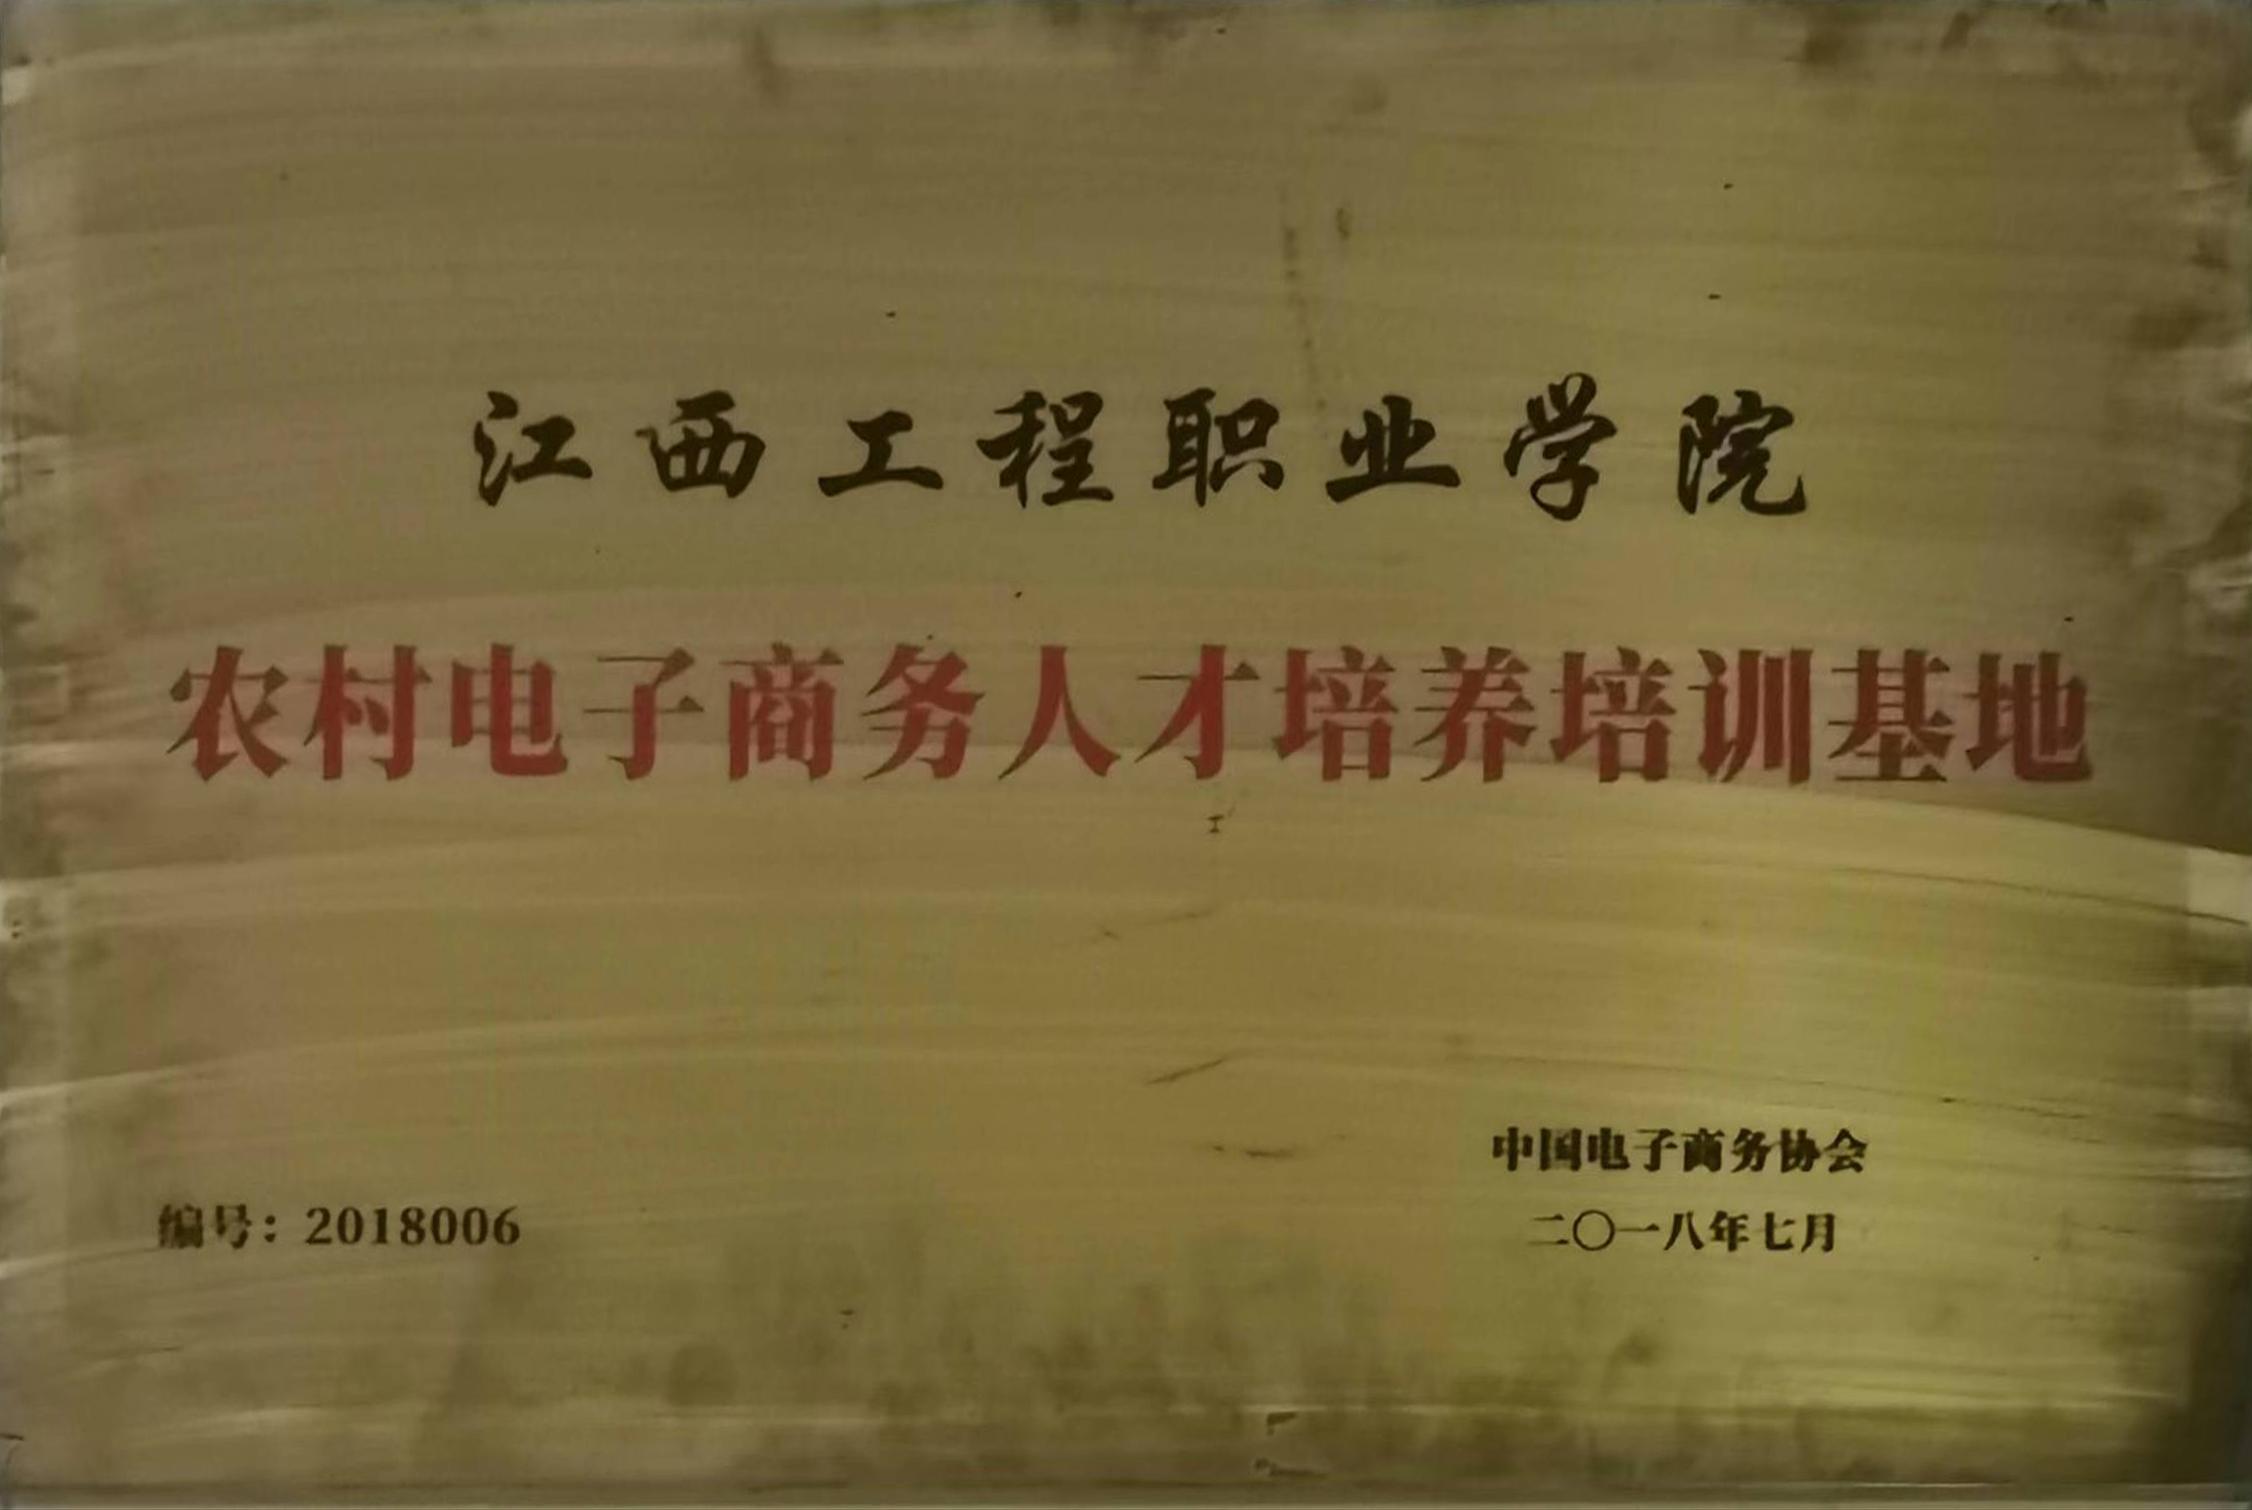 江西工程职业学院
农村电子商务人才培养培训基地
中国电子商务协会
编号：2018006
二〇一八年七月